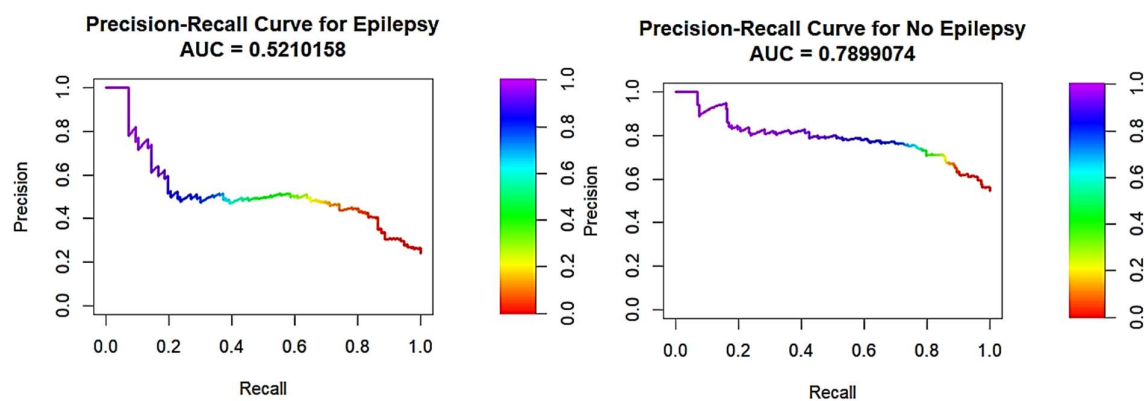 Precision-Recall Curve for Epilepsy
AUC = 0.5210158
Precision
0.0 0.2 0.4 0.6 0.8 1.0
0.0 0.2 0.4 0.6 0.8 1.0
Recall
0.0 0.2 0.4 0.6 0.8 1.0
Precision-Recall Curve for No Epilepsy
AUC = 0.7899074
Precision
0.0 0.2 0.4 0.6 0.8 1.0
0.0 0.2 0.4 0.6 0.8 1.0
Recall
0.0 0.2 0.4 0.6 0.8 1.0